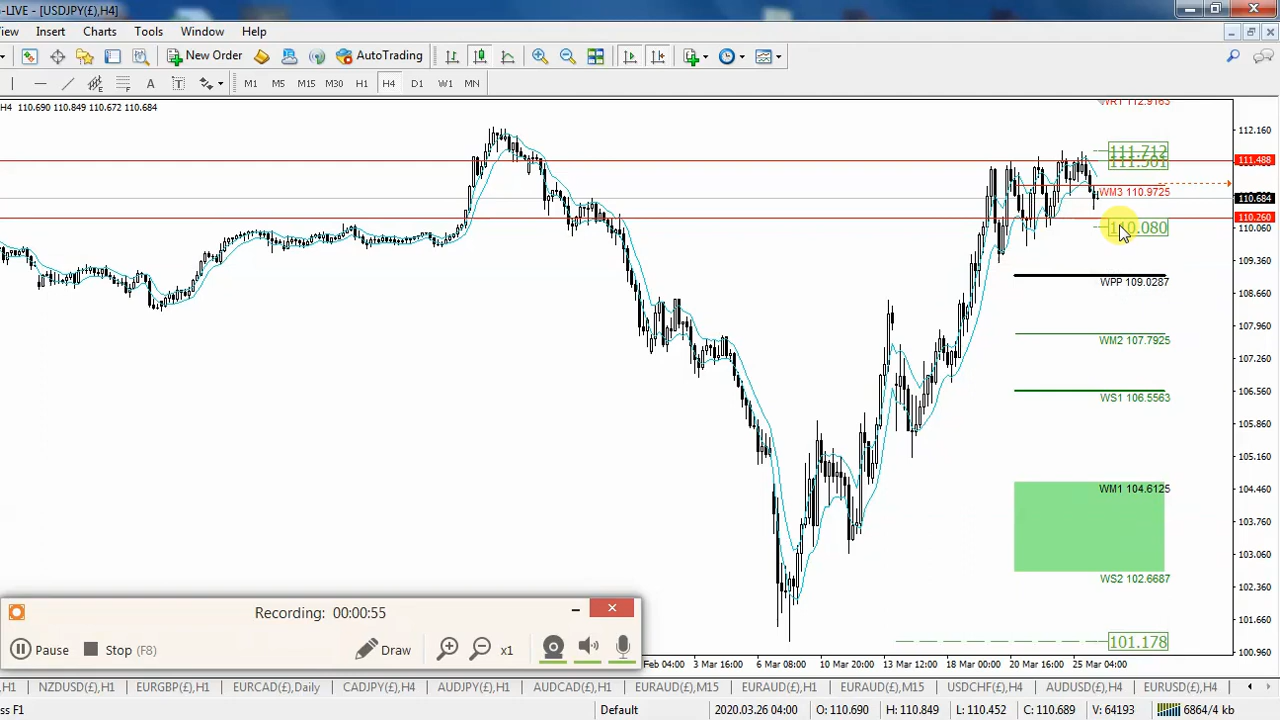 -LIVE - [USDJPY(£),H4]
iew Insert Charts Tools Window Help
New Order AutoTrading
A T M1 M5 M15 M30 H1 H4 D1 W1 MN
H4 110.690 110.849 110.672 110.684
WR1 112.9163
112.160
111.712
111.561
111.488
WM3 110.9725
110.684
110.250
110.080
110.060
109.360
WPP 109.0287
108.660
107.960
WM2 107.7925
107.260
106.560
WS1 106.5563
105.860
105.160
WM1 104.6125
104.460
103.760
103.060
WS2 102.6687
102.360
101.660
101.178
100.960
Recording: 00:00:55
Pause Stop (F8) Draw x1
Feb 04:00 3 Mar 16:00 6 Mar 08:00 10 Mar 20:00 13 Mar 12:00 18 Mar 00:00 20 Mar 16:00 25 Mar 04:00
,H1 NZDUSD(£),H1 EURGBP(£),H1 EURCAD(£),Daily CADJPY(£),H4 AUDJPY(£),H1 AUDCAD(£),H1 EURAUD(£),M15 EURAUD(£),H1 EURAUD(£),M15 USDCHF(£),H4 AUDUSD(£),H4 EURUSD(£),H4
ss F1 Default 2020.03.26 04:00 O: 110.690 H: 110.849 L: 110.452 C: 110.689 V: 64193 6864/4 kb